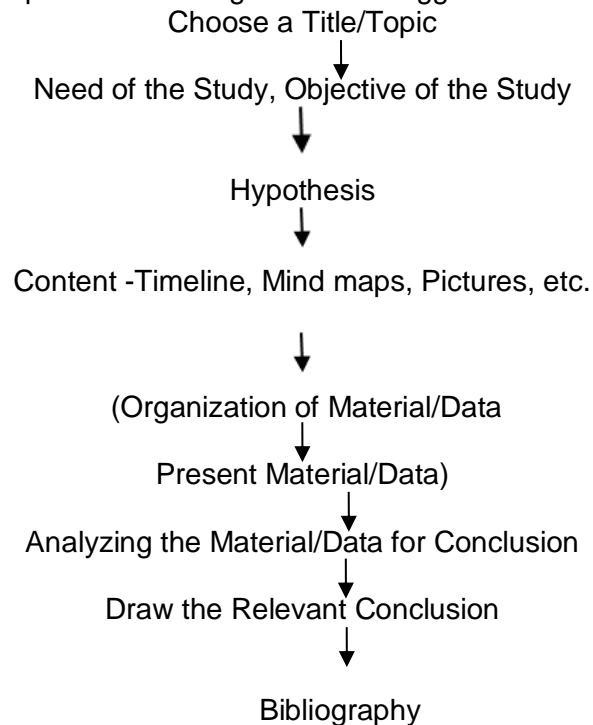 Choose a Title/Topic
Need of the Study, Objective of the Study
Hypothesis
Content -Timeline, Mind maps, Pictures, etc.
(Organization of Material/Data
Present Material/Data)
Analyzing the Material/Data for Conclusion
Draw the Relevant Conclusion
Bibliography